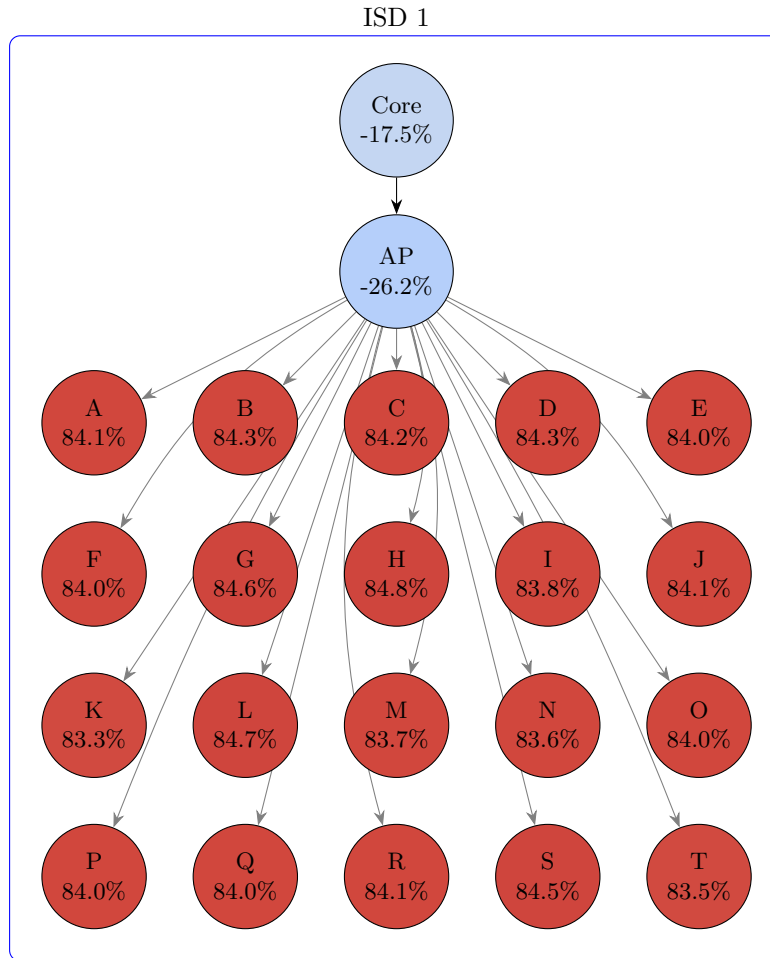 ISD 1
Core
-17.5%
AP
-26.2%
A
84.1%
B
84.3%
C
84.2%
D
84.3%
E
84.0%
F
84.0%
G
84.6%
H
84.8%
I
83.8%
J
84.1%
K
83.3%
L
84.7%
M
83.7%
N
83.6%
O
84.0%
P
84.0%
Q
84.0%
R
84.1%
S
84.5%
T
83.5%